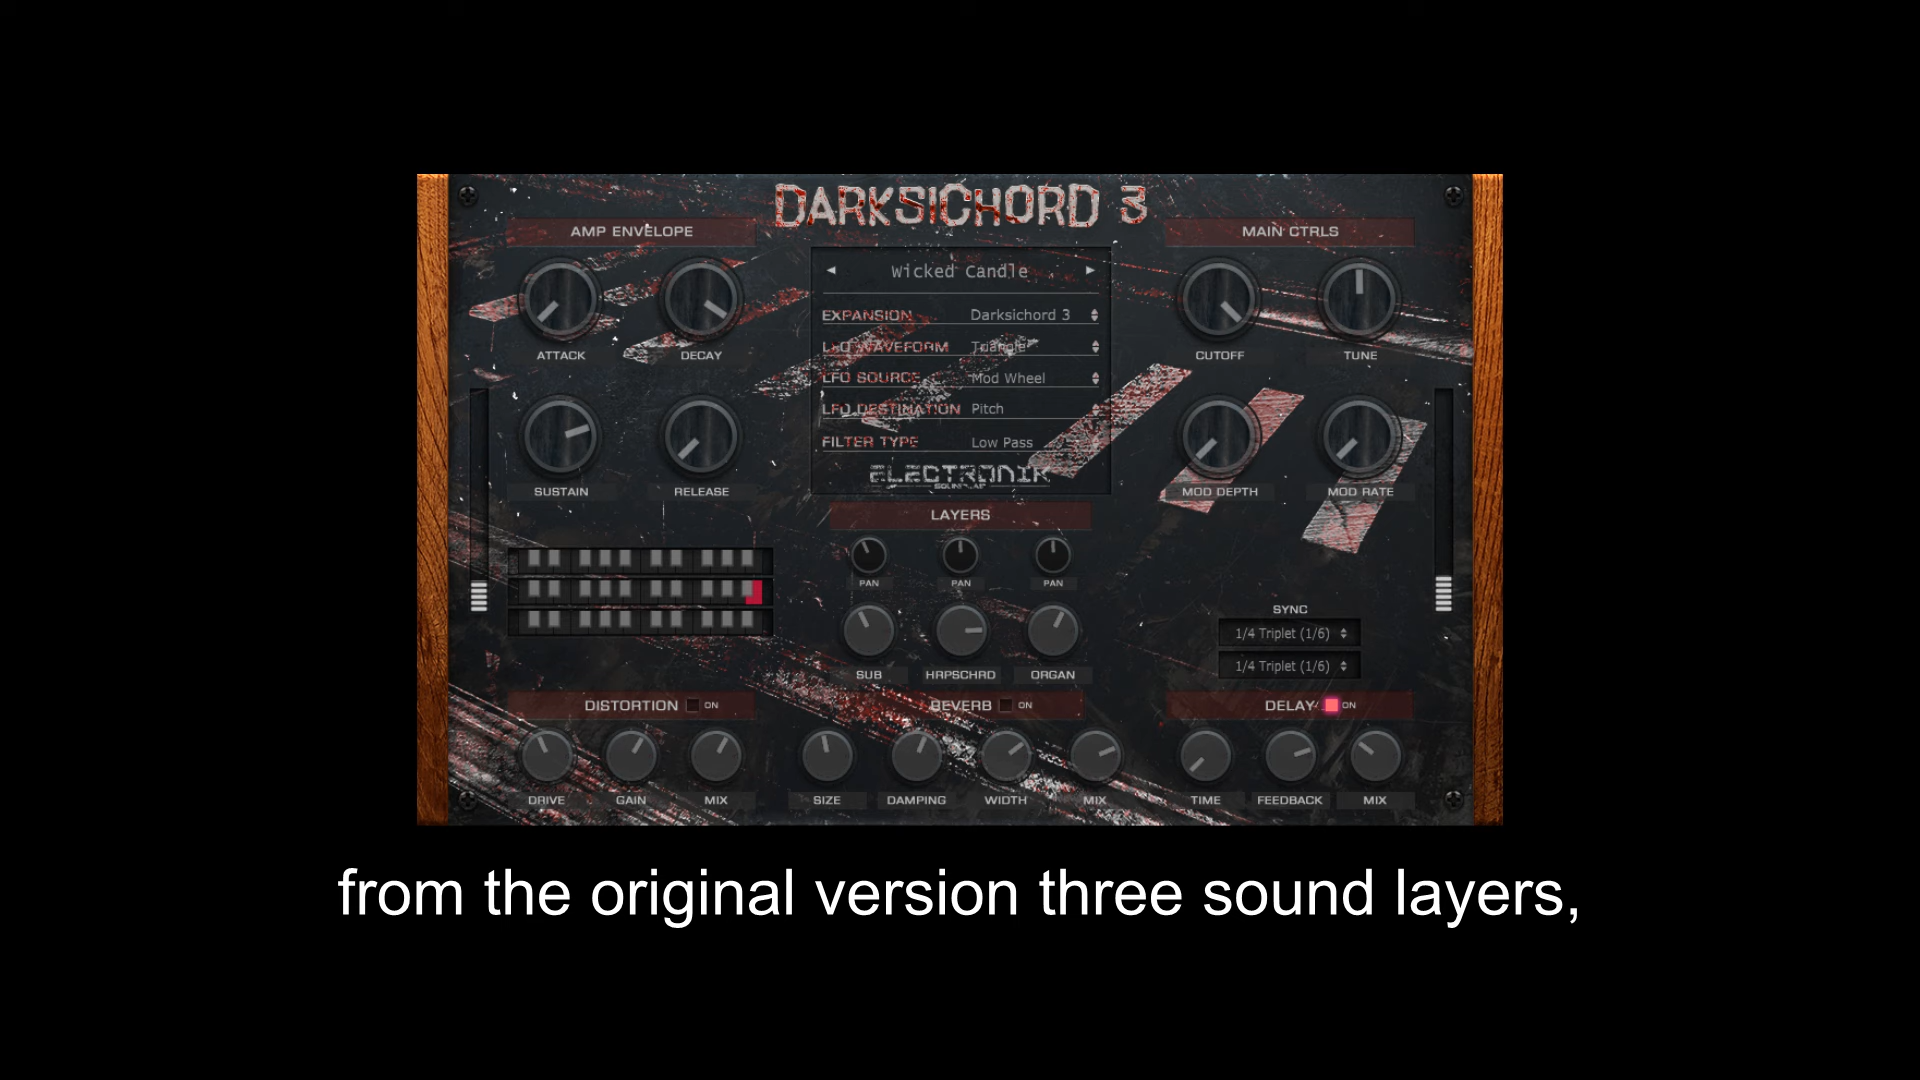 DARKSICHORD 3
AMP ENVELOPE
MAIN CTRLS
Wicked Candle
EXPANSION Darksichord 3
LFO WAVEFORM Triangle
LFO SOURCE Mod Wheel
LFO DESTINATION Pitch
FILTER TYPE Low Pass
ELECTRONIK
SOUNDLAB
ATTACK DECAY
CUTOFF TUNE
SUSTAIN RELEASE
MOD DEPTH MOD RATE
LAYERS
PAN PAN PAN
SUB HRPSCHRD ORGAN
SYNC
1/4 Triplet (1/6)
1/4 Triplet (1/6)
DISTORTION ON
REVERB ON
DELAY ON
DRIVE GAIN MIX
SIZE DAMPING WIDTH MIX
TIME FEEDBACK MIX
from the original version three sound layers,